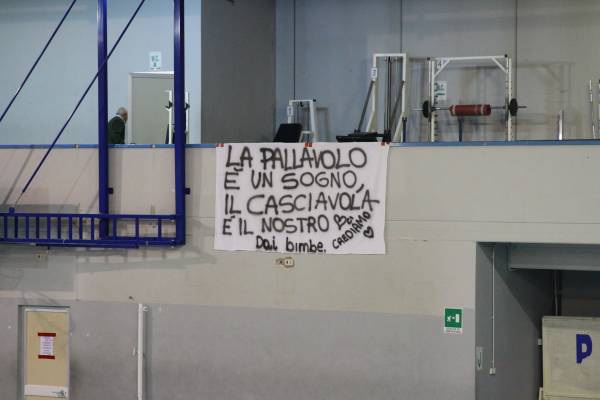 LA PALLAVOLO
È UN SOGNO,
IL CASCIAVOLA
È IL NOSTRO
Dai bimbe, CREDIAMO
P